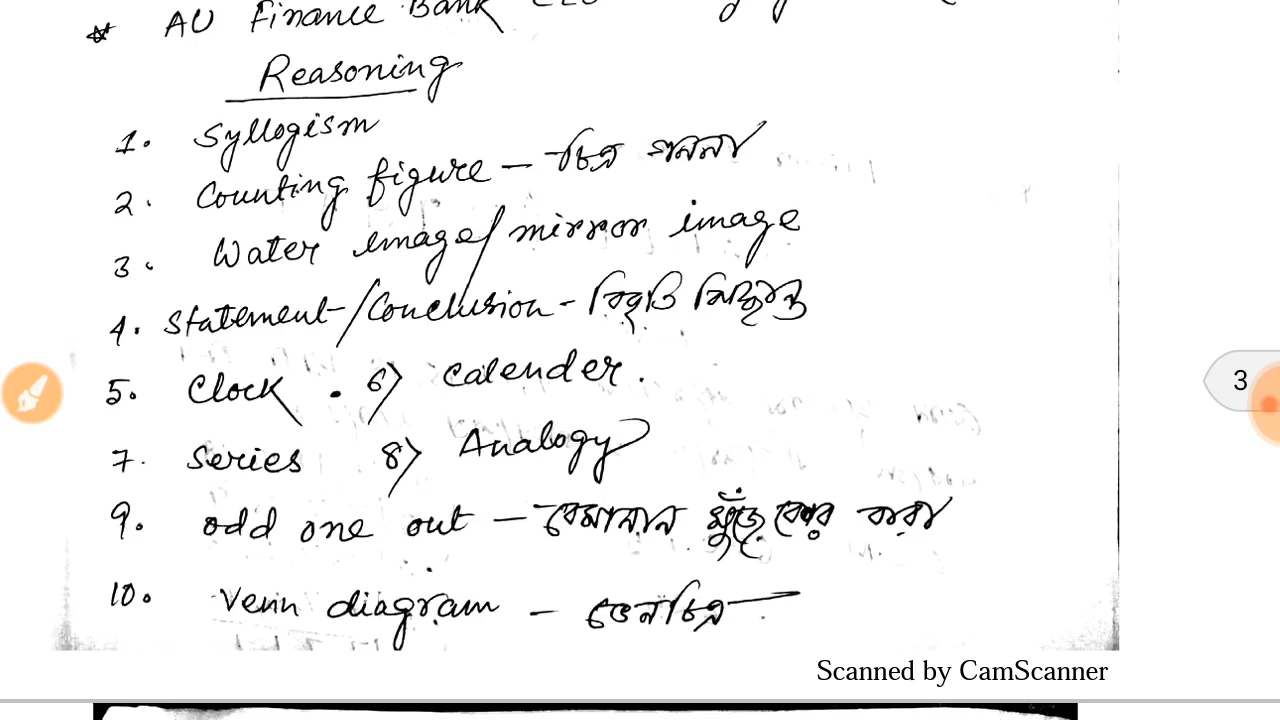 * AU Finance Bank
Reasoning
1. Syllogism
2. Counting figure – চিত্র গননা
3. Water image/mirror image
4. Statement/Conclusion - বিবৃতি সিদ্ধান্ত
5. Clock . 6) Calender.
7. Series 8) Analogy
9. odd one out – বেমানান খুঁজে বের করা
10. Venn diagram – ভেনচিত্র
3
Scanned by CamScanner